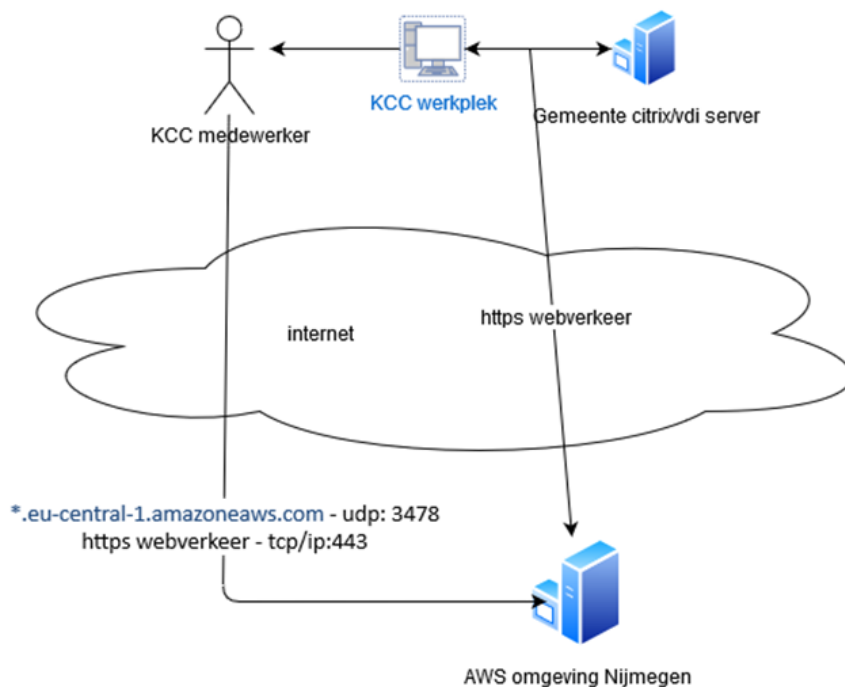 KCC werkplek
Gemeente citrix/vdi server
KCC medewerker
internet
https webverkeer
*.eu-central-1.amazoneaws.com - udp: 3478
https webverkeer - tcp/ip:443
AWS omgeving Nijmegen